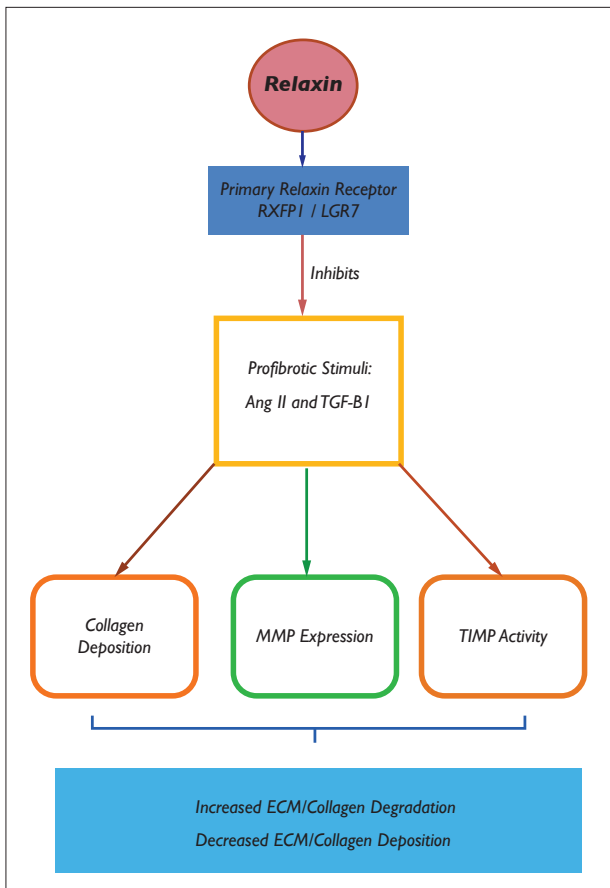 Relaxin
Primary Relaxin Receptor
RXFP1 / LGR7
Inhibits
Profibrotic Stimuli:
Ang II and TGF-B1
Collagen
Deposition
MMP Expression
TIMP Activity
Increased ECM/Collagen Degradation
Decreased ECM/Collagen Deposition